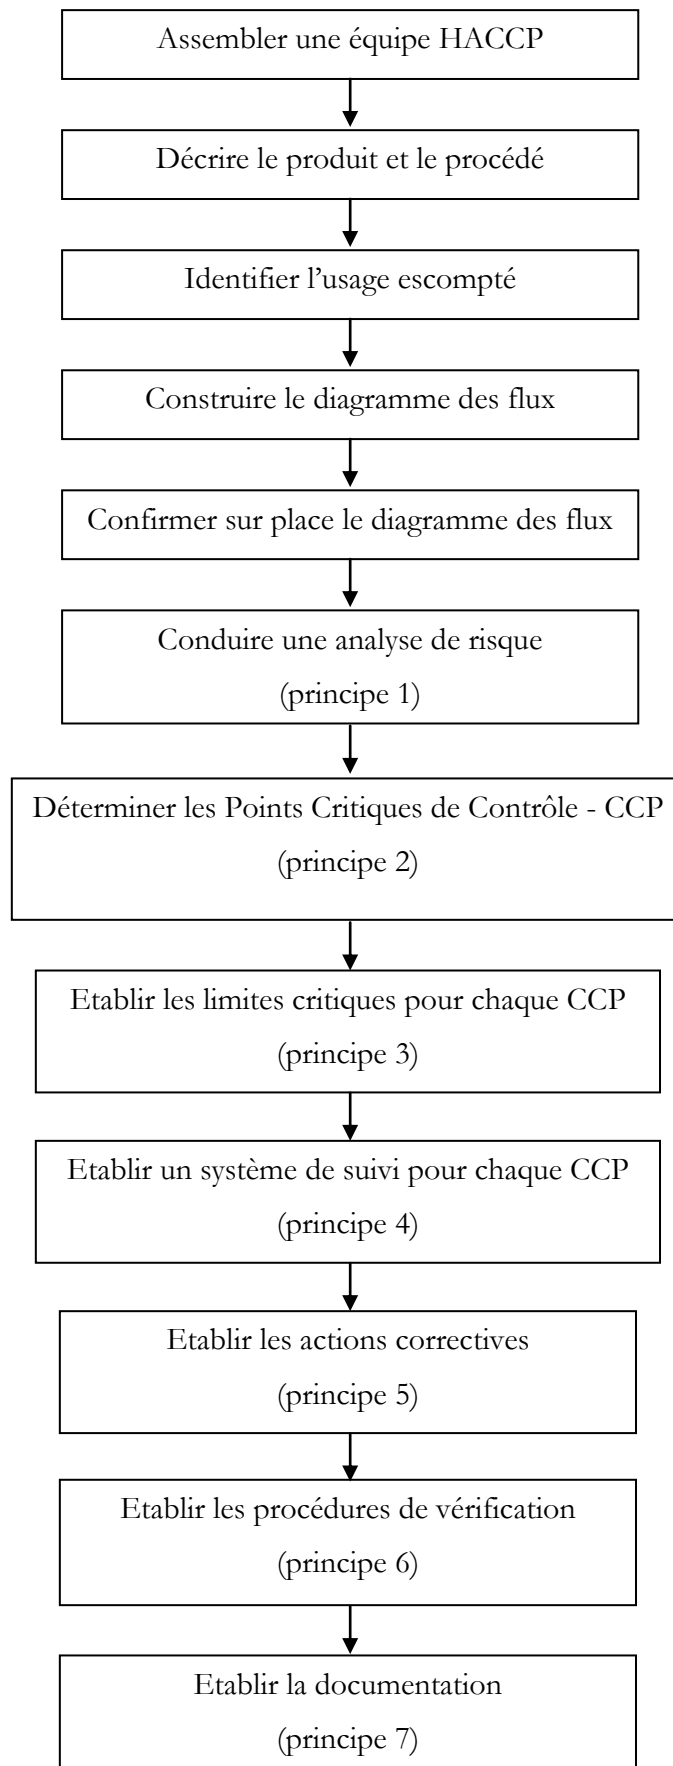 Assembler une équipe HACCP
Décrire le produit et le procédé
Identifier l’usage escompté
Construire le diagramme des flux
Confirmer sur place le diagramme des flux
Conduire une analyse de risque
(principe 1)
Déterminer les Points Critiques de Contrôle - CCP
(principe 2)
Etablir les limites critiques pour chaque CCP
(principe 3)
Etablir un système de suivi pour chaque CCP
(principe 4)
Etablir les actions correctives
(principe 5)
Etablir les procédures de vérification
(principe 6)
Etablir la documentation
(principe 7)